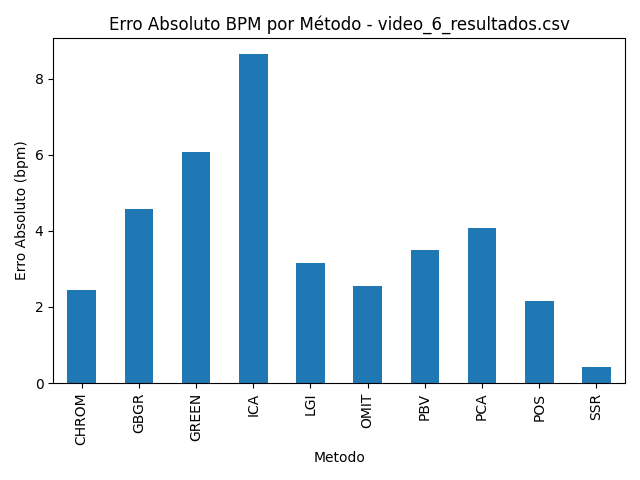 Erro Absoluto BPM por Método - video_6_resultados.csv
Erro Absoluto (bpm)
8
6
4
2
0
CHROM
GBGR
GREEN
ICA
LGI
OMIT
PBV
PCA
POS
SSR
Metodo